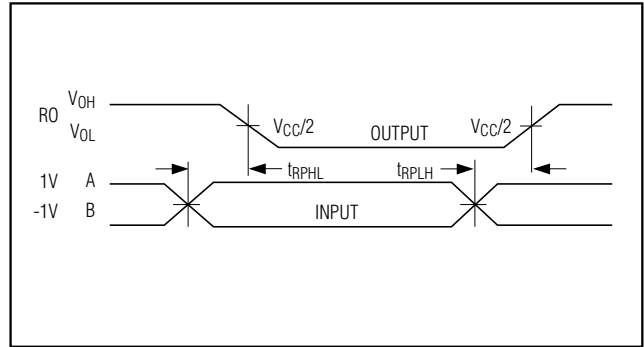 RO VOH
VOL
VCC/2 OUTPUT VCC/2
tRPHL tRPLH
1V A
-1V B INPUT